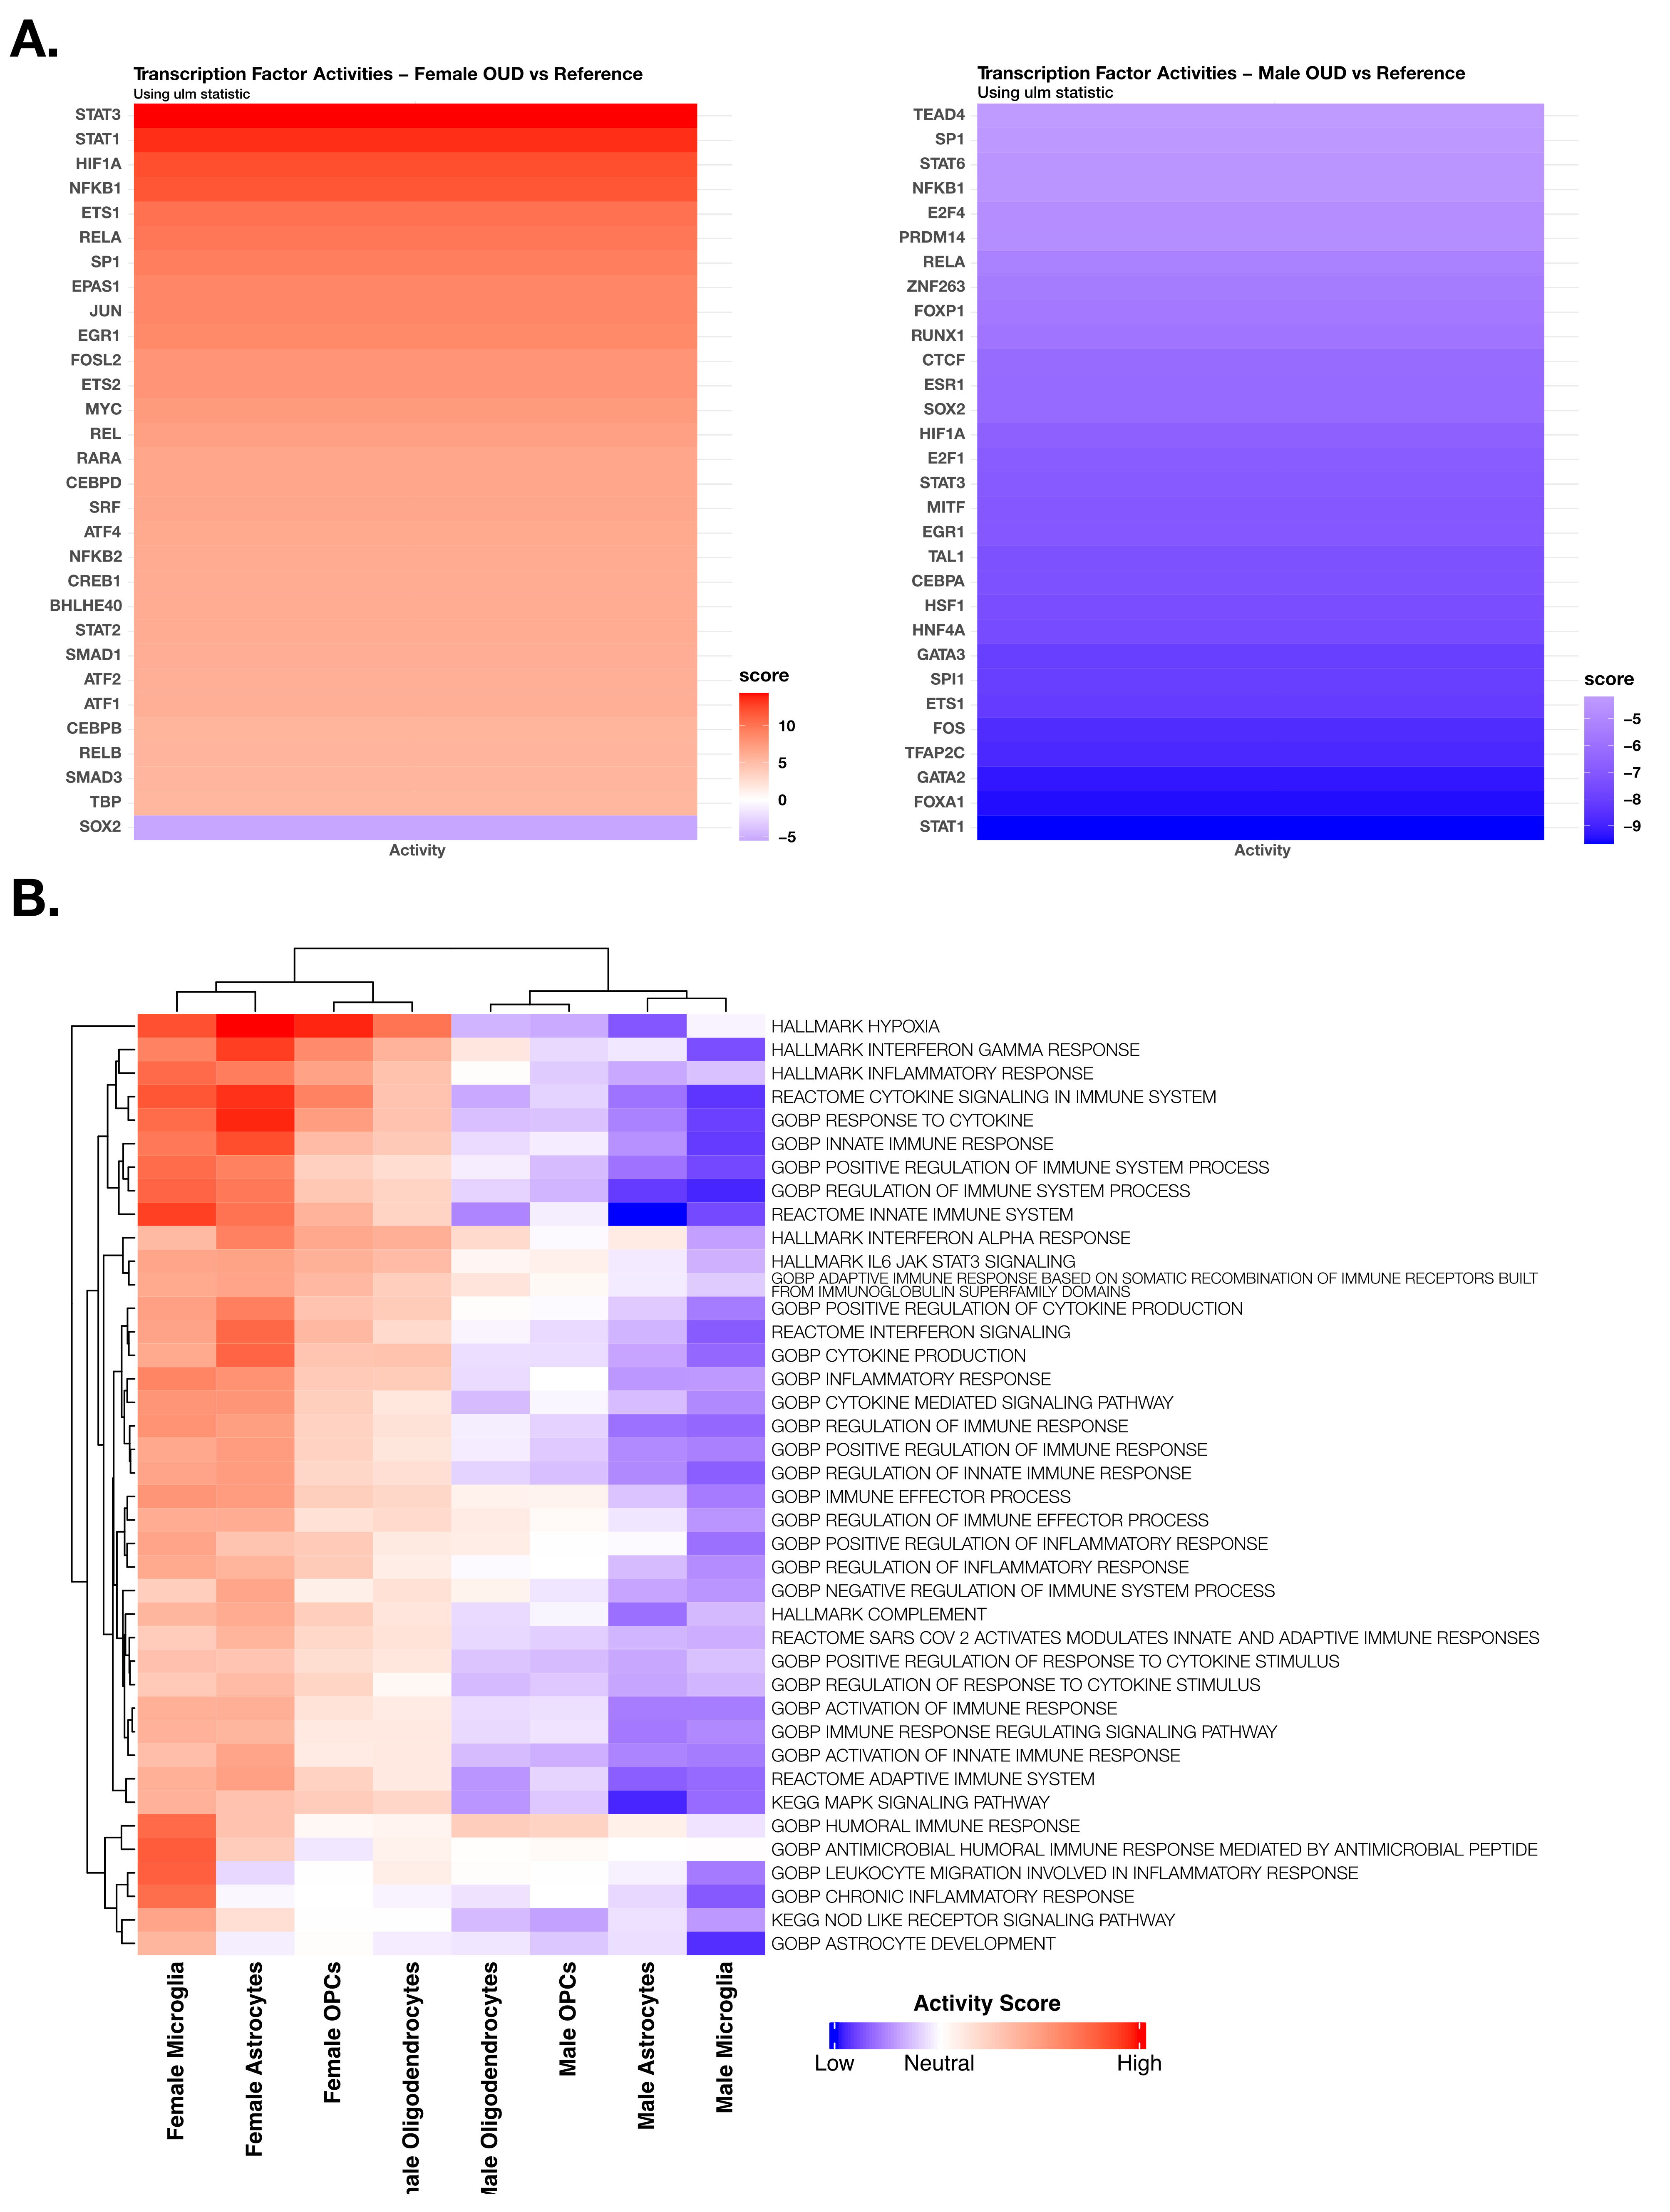 A.
Transcription Factor Activities – Female OUD vs Reference
Using ulm statistic
STAT3
STAT1
HIF1A
NFKB1
ETS1
RELA
SP1
EPAS1
JUN
EGR1
FOSL2
ETS2
MYC
REL
RARA
CEBPD
SRF
ATF4
NFKB2
CREB1
BHLHE40
STAT2
SMAD1
ATF2
ATF1
CEBPB
RELB
SMAD3
TBP
SOX2
Activity
score
10
5
0
−5
Transcription Factor Activities – Male OUD vs Reference
Using ulm statistic
TEAD4
SP1
STAT6
NFKB1
E2F4
PRDM14
RELA
ZNF263
FOXP1
RUNX1
CTCF
ESR1
SOX2
HIF1A
E2F1
STAT3
MITF
EGR1
TAL1
CEBPA
HSF1
HNF4A
GATA3
SPI1
ETS1
FOS
TFAP2C
GATA2
FOXA1
STAT1
Activity
score
−5
−6
−7
−8
−9
B.
HALLMARK HYPOXIA
HALLMARK INTERFERON GAMMA RESPONSE
HALLMARK INFLAMMATORY RESPONSE
REACTOME CYTOKINE SIGNALING IN IMMUNE SYSTEM
GOBP RESPONSE TO CYTOKINE
GOBP INNATE IMMUNE RESPONSE
GOBP POSITIVE REGULATION OF IMMUNE SYSTEM PROCESS
GOBP REGULATION OF IMMUNE SYSTEM PROCESS
REACTOME INNATE IMMUNE SYSTEM
HALLMARK INTERFERON ALPHA RESPONSE
HALLMARK IL6 JAK STAT3 SIGNALING
GOBP ADAPTIVE IMMUNE RESPONSE BASED ON SOMATIC RECOMBINATION OF IMMUNE RECEPTORS BUILT
FROM IMMUNOGLOBULIN SUPERFAMILY DOMAINS
GOBP POSITIVE REGULATION OF CYTOKINE PRODUCTION
REACTOME INTERFERON SIGNALING
GOBP CYTOKINE PRODUCTION
GOBP INFLAMMATORY RESPONSE
GOBP CYTOKINE MEDIATED SIGNALING PATHWAY
GOBP REGULATION OF IMMUNE RESPONSE
GOBP POSITIVE REGULATION OF IMMUNE RESPONSE
GOBP REGULATION OF INNATE IMMUNE RESPONSE
GOBP IMMUNE EFFECTOR PROCESS
GOBP REGULATION OF IMMUNE EFFECTOR PROCESS
GOBP POSITIVE REGULATION OF INFLAMMATORY RESPONSE
GOBP REGULATION OF INFLAMMATORY RESPONSE
GOBP NEGATIVE REGULATION OF IMMUNE SYSTEM PROCESS
HALLMARK COMPLEMENT
REACTOME SARS COV 2 ACTIVATES MODULATES INNATE AND ADAPTIVE IMMUNE RESPONSES
GOBP POSITIVE REGULATION OF RESPONSE TO CYTOKINE STIMULUS
GOBP REGULATION OF RESPONSE TO CYTOKINE STIMULUS
GOBP ACTIVATION OF IMMUNE RESPONSE
GOBP IMMUNE RESPONSE REGULATING SIGNALING PATHWAY
GOBP ACTIVATION OF INNATE IMMUNE RESPONSE
REACTOME ADAPTIVE IMMUNE SYSTEM
KEGG MAPK SIGNALING PATHWAY
GOBP HUMORAL IMMUNE RESPONSE
GOBP ANTIMICROBIAL HUMORAL IMMUNE RESPONSE MEDIATED BY ANTIMICROBIAL PEPTIDE
GOBP LEUKOCYTE MIGRATION INVOLVED IN INFLAMMATORY RESPONSE
GOBP CHRONIC INFLAMMATORY RESPONSE
KEGG NOD LIKE RECEPTOR SIGNALING PATHWAY
GOBP ASTROCYTE DEVELOPMENT
Female Microglia
Female Astrocytes
Female OPCs
male Oligodendrocytes
Male Oligodendrocytes
Male OPCs
Male Astrocytes
Male Microglia
Activity Score
Low
Neutral
High